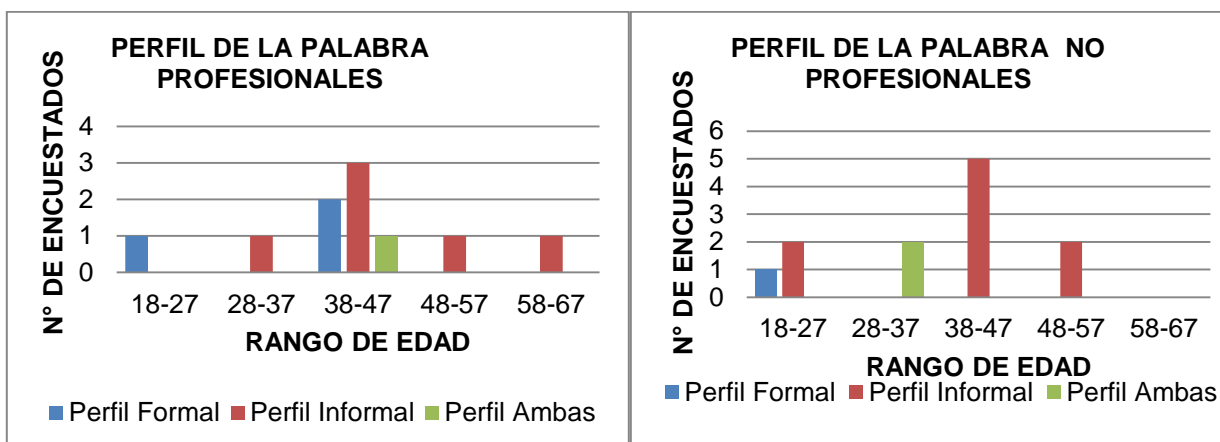 PERFIL DE LA PALABRA
PROFESIONALES
N° DE ENCUESTADOS
4
3
2
1
0
18-27 28-37 38-47 48-57 58-67
RANGO DE EDAD
Perfil Formal Perfil Informal Perfil Ambas
PERFIL DE LA PALABRA NO
PROFESIONALES
N° DE ENCUESTADOS
6
5
4
3
2
1
0
18-27 28-37 38-47 48-57 58-67
RANGO DE EDAD
Perfil Formal Perfil Informal Perfil Ambas